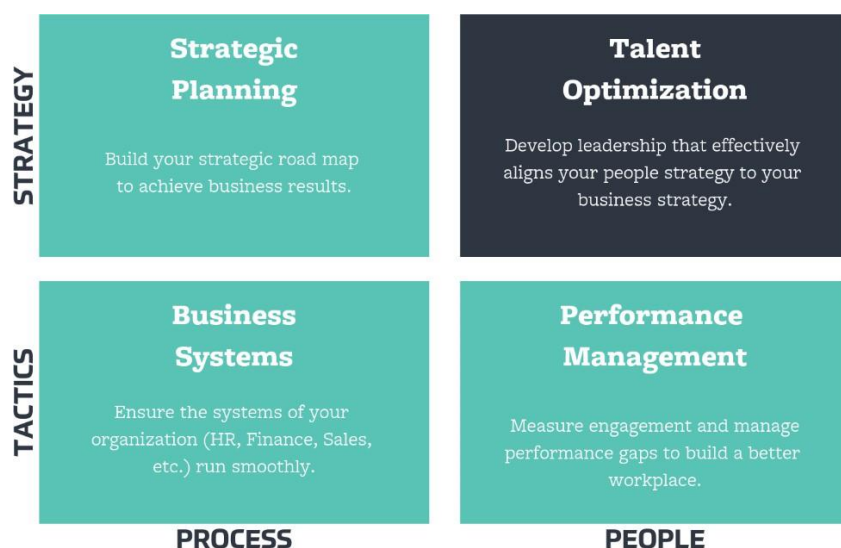 STRATEGY
Strategic
Planning
Build your strategic road map
to achieve business results.
Talent
Optimization
Develop leadership that effectively
aligns your people strategy to your
business strategy.
TACTICS
Business
Systems
Ensure the systems of your
organization (HR, Finance, Sales,
etc.) run smoothly.
Performance
Management
Measure engagement and manage
performance gaps to build a better
workplace.
PROCESS
PEOPLE